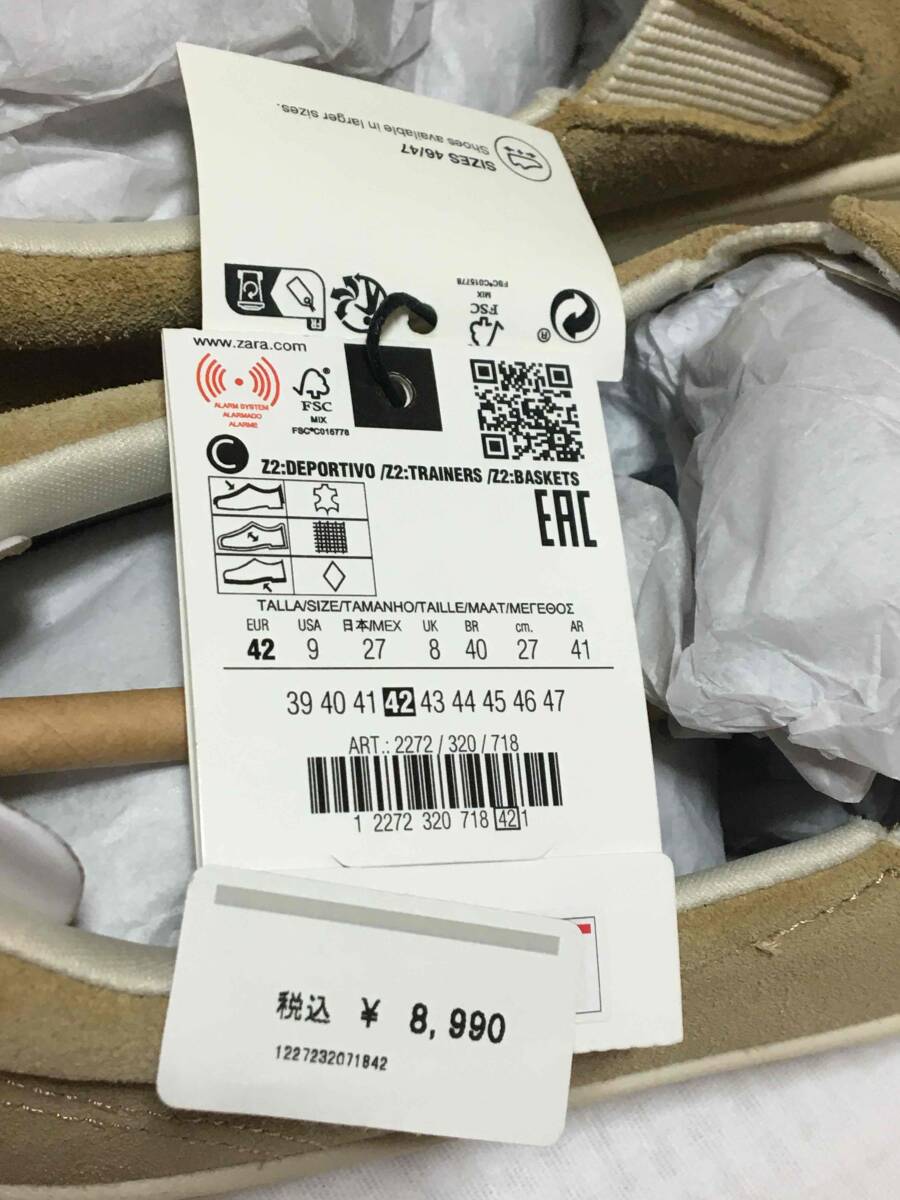 SIZES 46/47
Shoes available in larger sizes.
FR
FSC
MIX
FSC®C015778
®
www.zara.com
ALARM SYSTEM
ALARMADO
ALARME
FSC
MIX
FSC®C015778
C
Z2:DEPORTIVO /Z2:TRAINERS /Z2:BASKETS
EAC
TALLA/SIZE/TAMANHO/TAILLE/MAAT/ΜΕΓΕΘΟΣ
EUR USA 日本/MEX UK BR cm. AR
42 9 27 8 40 27 41
39 40 41 42 43 44 45 46 47
ART.: 2272 / 320 / 718
1 2272 320 718 42 1
税込 ¥ 8,990
1227232071842